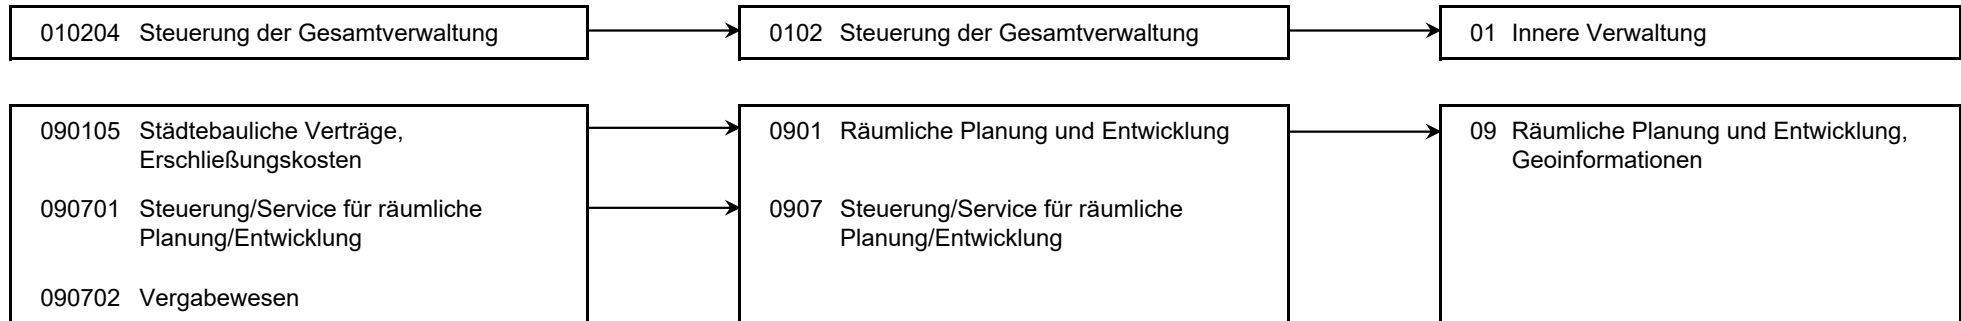 010204 Steuerung der Gesamtverwaltung
0102 Steuerung der Gesamtverwaltung
01 Innere Verwaltung
090105 Städtebauliche Verträge,
Erschließungskosten
0901 Räumliche Planung und Entwicklung
09 Räumliche Planung und Entwicklung,
Geoinformationen
090701 Steuerung/Service für räumliche
Planung/Entwicklung
0907 Steuerung/Service für räumliche
Planung/Entwicklung
090702 Vergabewesen